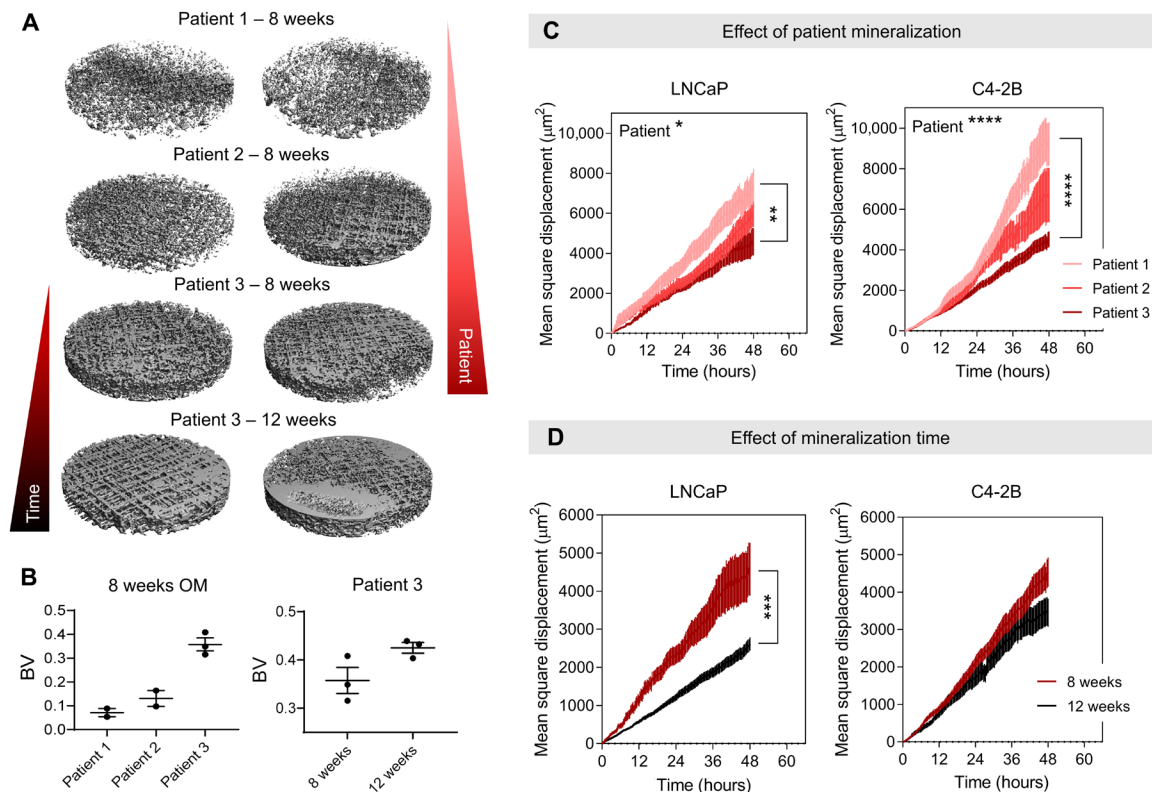 A
Patient 1 – 8 weeks
Patient 2 – 8 weeks
Patient 3 – 8 weeks
Patient 3 – 12 weeks
Patient
Time
B
8 weeks OM
BV
0.5
0.4
0.3
0.2
0.1
0.0
Patient 1
Patient 2
Patient 3
Patient 3
BV
0.5
0.4
0.3
8 weeks
12 weeks
C
Effect of patient mineralization
LNCaP
Mean square displacement (μm²)
10,000
8000
6000
4000
2000
0
Patient *
**
0 12 24 36 48 60
Time (hours)
C4-2B
Mean square displacement (μm²)
10,000
8000
6000
4000
2000
0
Patient ****
****
Patient 1
Patient 2
Patient 3
0 12 24 36 48 60
Time (hours)
D
Effect of mineralization time
LNCaP
Mean square displacement (μm²)
6000
5000
4000
3000
2000
1000
0
***
0 12 24 36 48 60
Time (hours)
C4-2B
Mean square displacement (μm²)
6000
5000
4000
3000
2000
1000
0
8 weeks
12 weeks
0 12 24 36 48 60
Time (hours)